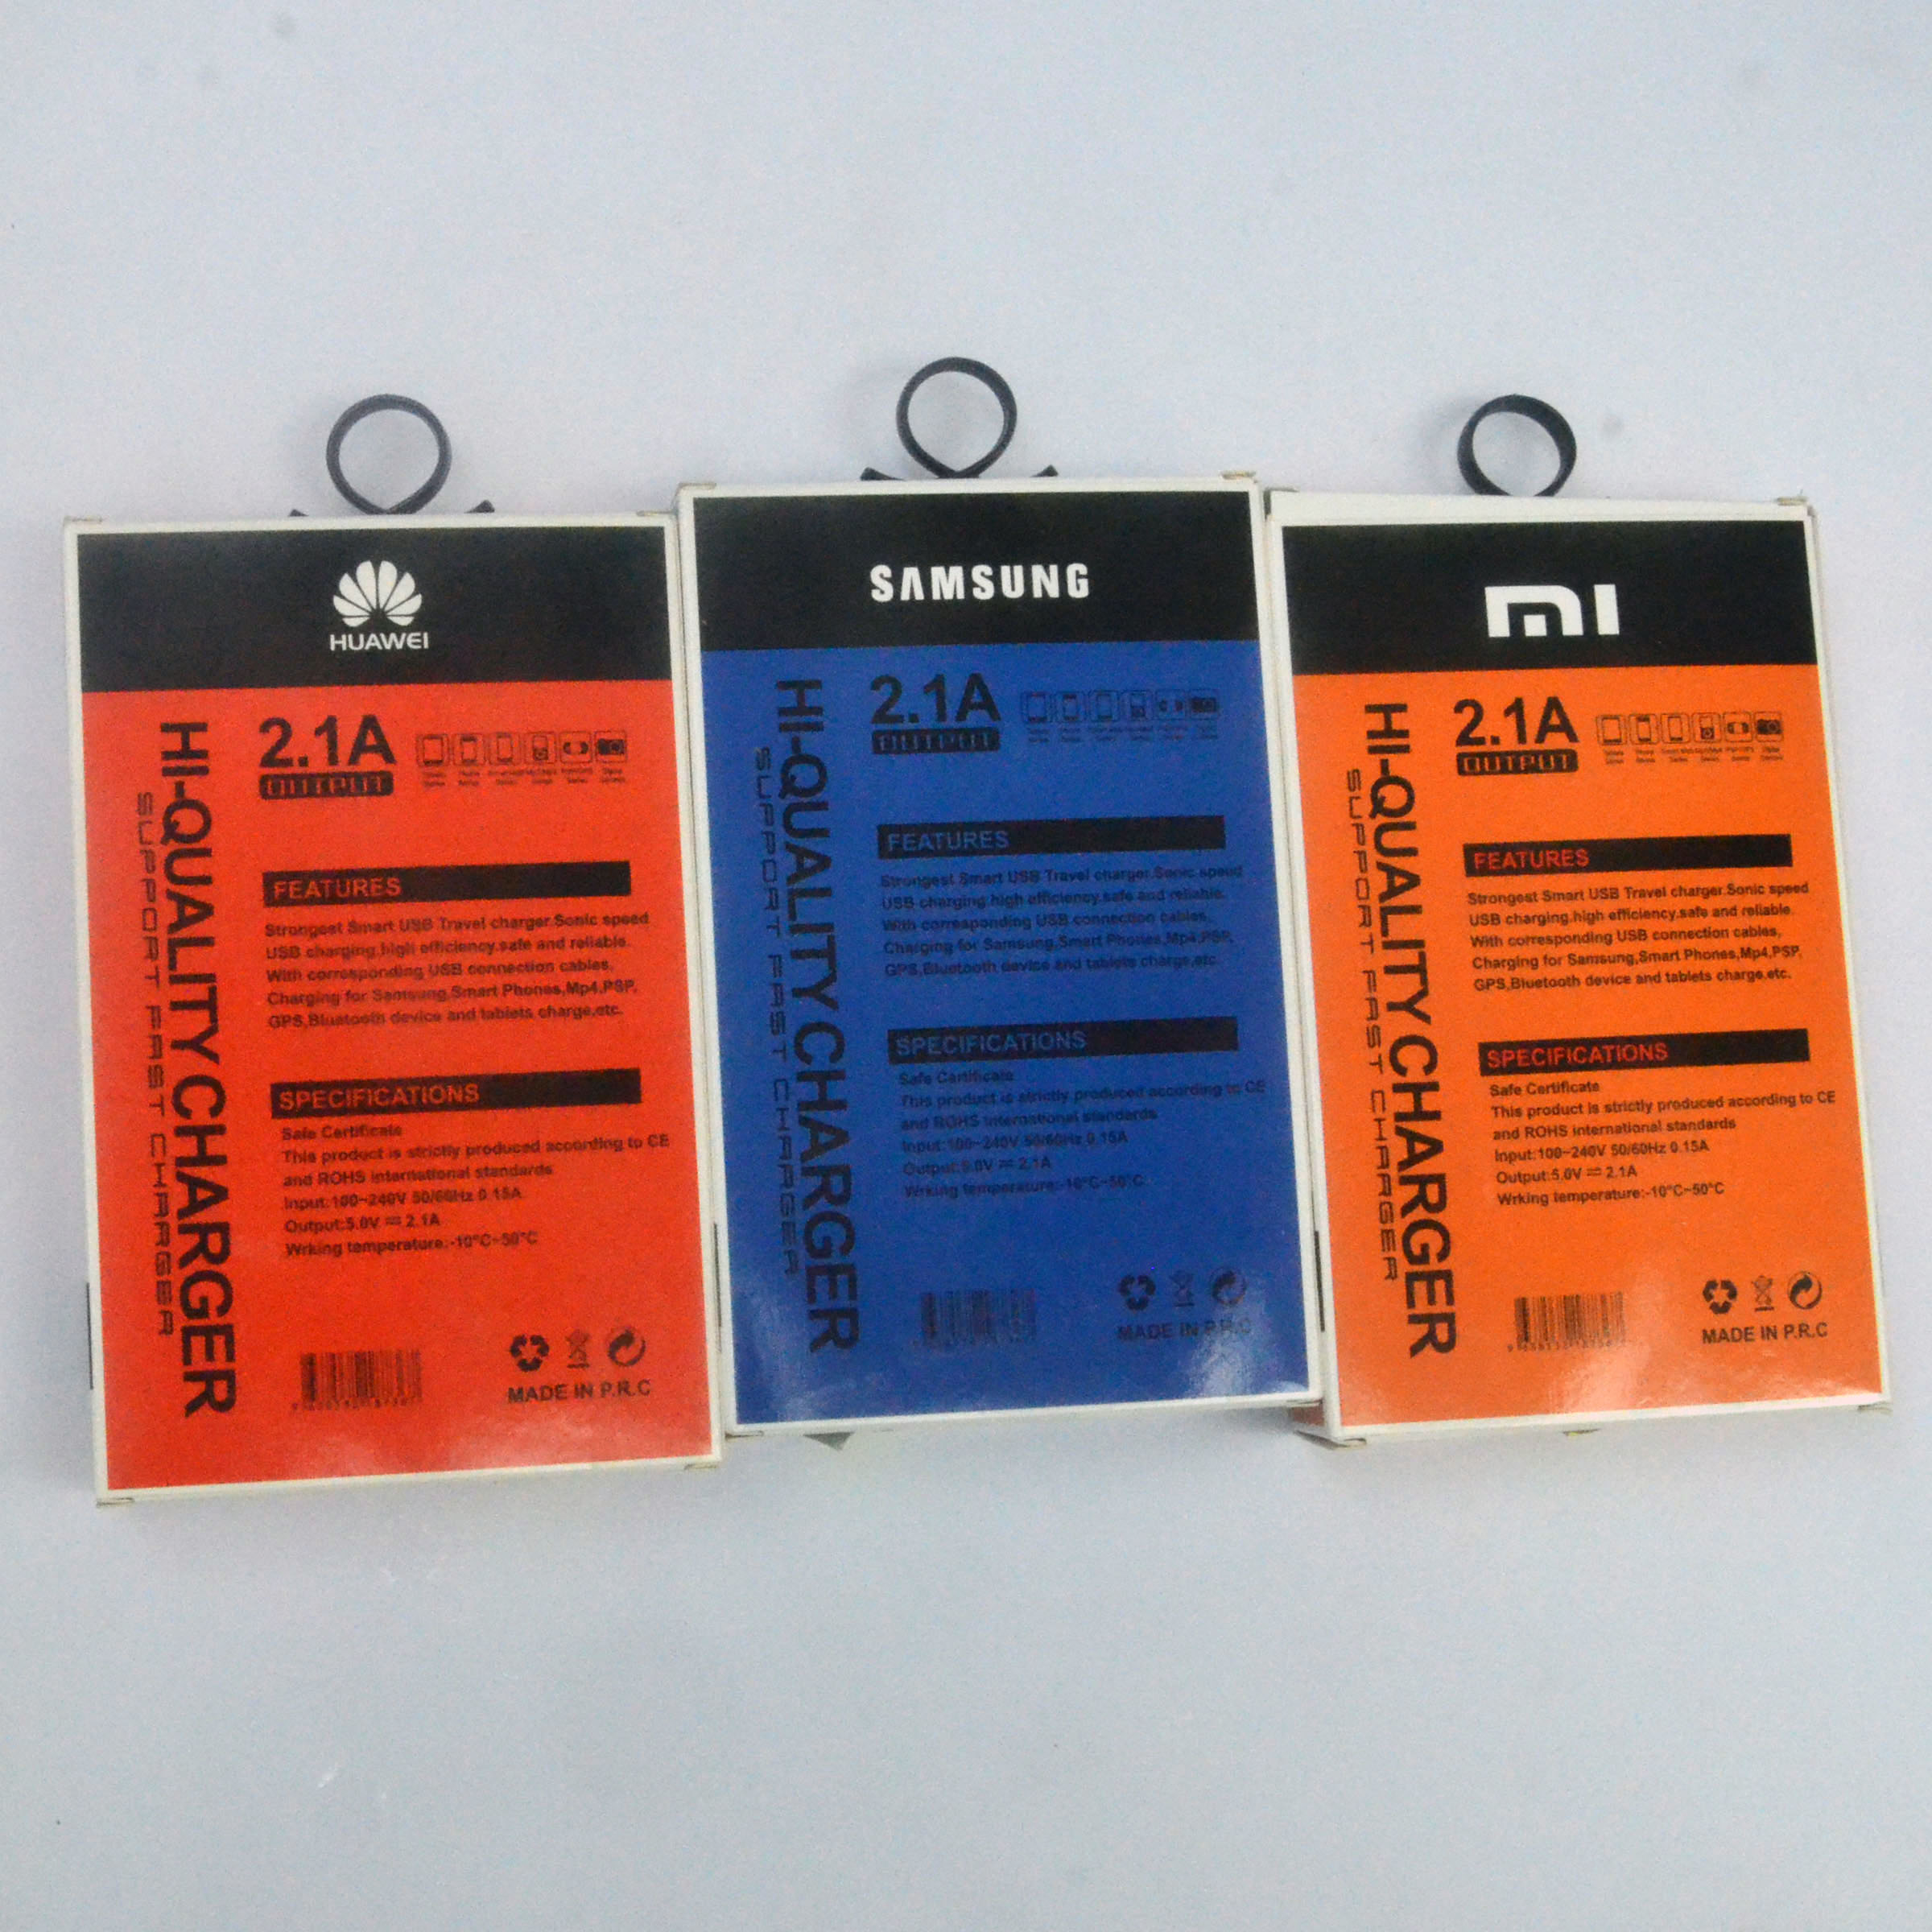 HUAWEI
HI-QUALITY CHARGER
SUPPORT FAST CHARGER
2.1A
OUTPUT
FEATURES
Strongest Smart USB Travel charger.Sonic speed
USB charging,high efficiency,safe and reliable.
With corresponding USB connection cables,
Charging for Samsung,Smart Phones,Mp4,PSP,
GPS,Bluetooth device and tablets charge,etc.
SPECIFICATIONS
Safe Certificate
This product is strictly produced according to CE
and ROHS international standards
Input:100~240V 50/60Hz 0.15A
Output:5.0V ⎓ 2.1A
Wrking temperature:-10°C~50°C
MADE IN P.R.C
SAMSUNG
HI-QUALITY CHARGER
SUPPORT FAST CHARGER
2.1A
OUTPUT
FEATURES
Strongest Smart USB Travel charger.Sonic speed
USB charging,high efficiency,safe and reliable.
With corresponding USB connection cables,
Charging for Samsung,Smart Phones,Mp4,PSP,
GPS,Bluetooth device and tablets charge,etc.
SPECIFICATIONS
Safe Certificate
This product is strictly produced according to CE
and ROHS international standards
Input:100~240V 50/60Hz 0.15A
Output:5.0V ⎓ 2.1A
Wrking temperature:-10°C~50°C
MADE IN P.R.C
MI
HI-QUALITY CHARGER
SUPPORT FAST CHARGER
2.1A
OUTPUT
FEATURES
Strongest Smart USB Travel charger.Sonic speed
USB charging,high efficiency,safe and reliable.
With corresponding USB connection cables,
Charging for Samsung,Smart Phones,Mp4,PSP,
GPS,Bluetooth device and tablets charge,etc.
SPECIFICATIONS
Safe Certificate
This product is strictly produced according to CE
and ROHS international standards
Input:100~240V 50/60Hz 0.15A
Output:5.0V ⎓ 2.1A
Wrking temperature:-10°C~50°C
MADE IN P.R.C